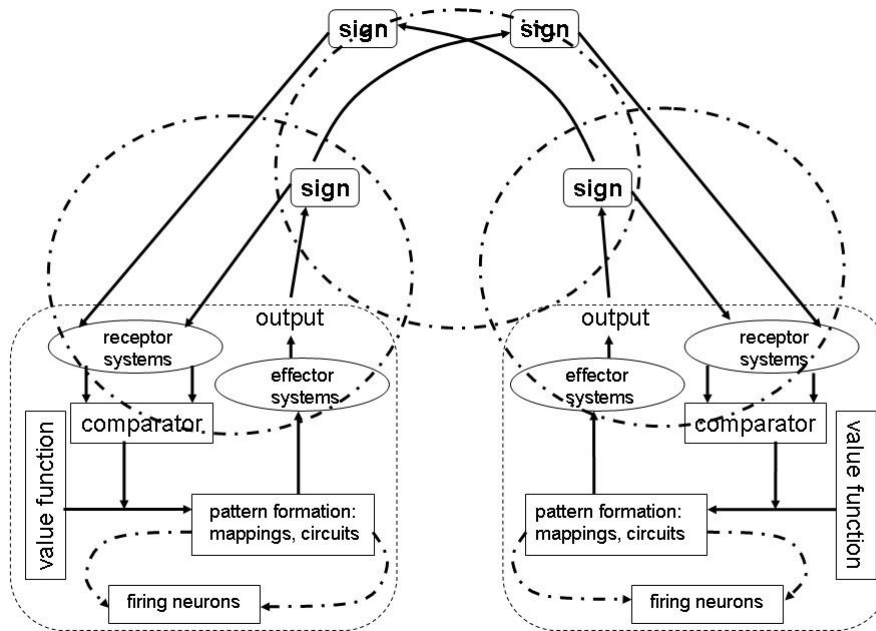 sign
sign
sign
sign
output
output
receptor
systems
receptor
systems
effector
systems
effector
systems
comparator
comparator
value function
value function
pattern formation:
mappings, circuits
pattern formation:
mappings, circuits
firing neurons
firing neurons